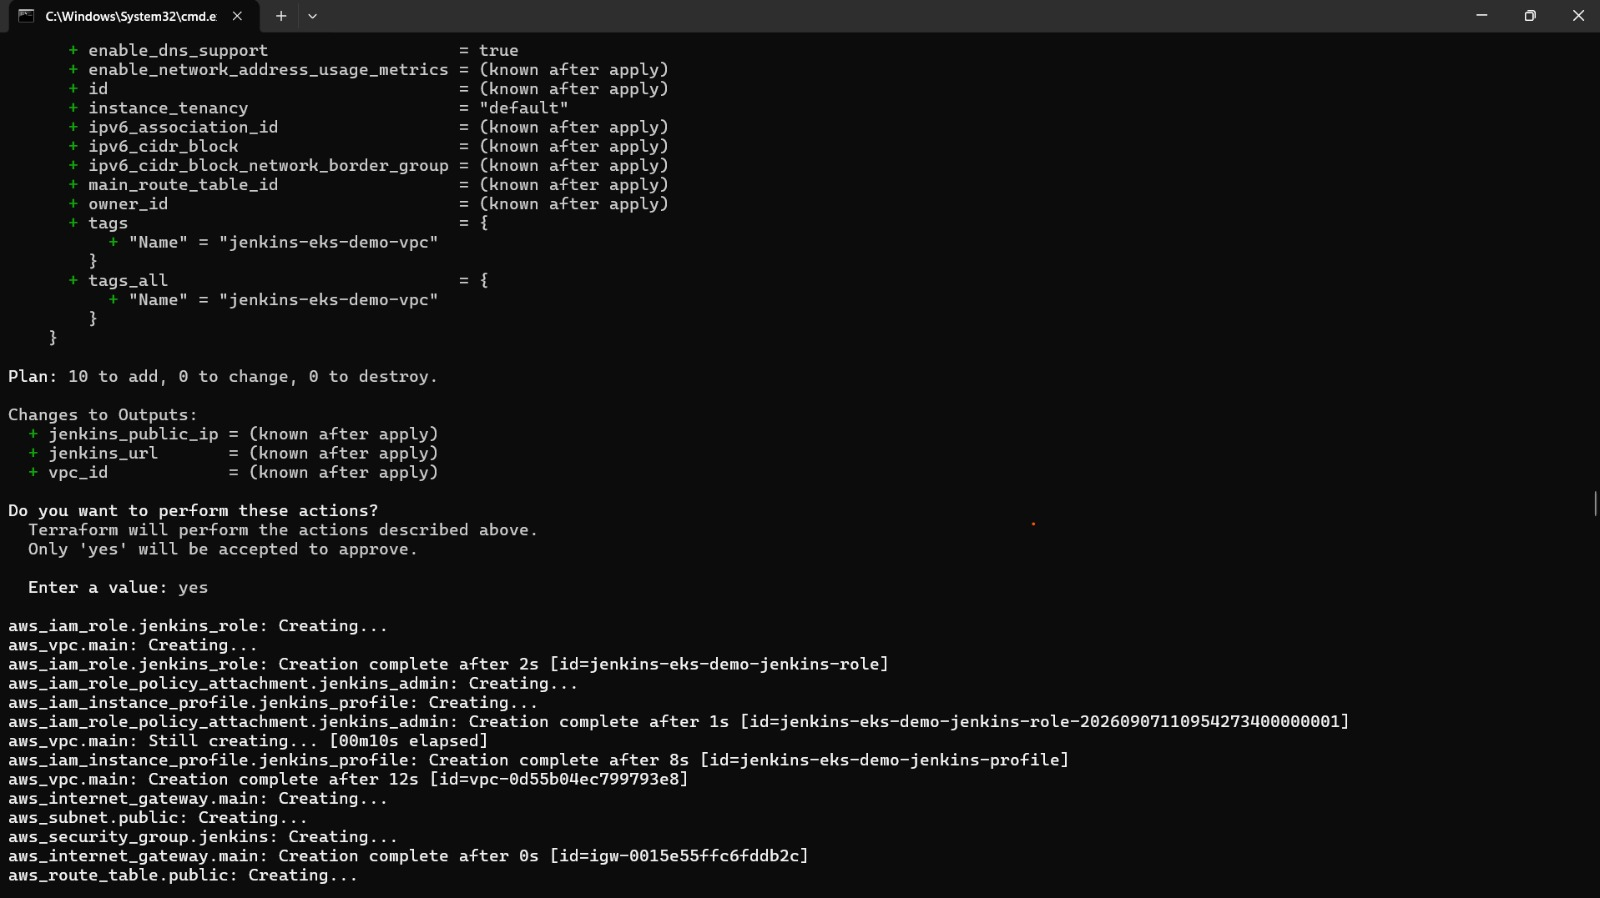 C:\Windows\System32\cmd.e
+ enable_dns_support = true
+ enable_network_address_usage_metrics = (known after apply)
+ id = (known after apply)
+ instance_tenancy = "default"
+ ipv6_association_id = (known after apply)
+ ipv6_cidr_block = (known after apply)
+ ipv6_cidr_block_network_border_group = (known after apply)
+ main_route_table_id = (known after apply)
+ owner_id = (known after apply)
+ tags = {
+ "Name" = "jenkins-eks-demo-vpc"
}
+ tags_all = {
+ "Name" = "jenkins-eks-demo-vpc"
}
}
Plan: 10 to add, 0 to change, 0 to destroy.
Changes to Outputs:
+ jenkins_public_ip = (known after apply)
+ jenkins_url = (known after apply)
+ vpc_id = (known after apply)
Do you want to perform these actions?
Terraform will perform the actions described above.
Only 'yes' will be accepted to approve.
Enter a value: yes
aws_iam_role.jenkins_role: Creating...
aws_vpc.main: Creating...
aws_iam_role.jenkins_role: Creation complete after 2s [id=jenkins-eks-demo-jenkins-role]
aws_iam_role_policy_attachment.jenkins_admin: Creating...
aws_iam_instance_profile.jenkins_profile: Creating...
aws_iam_role_policy_attachment.jenkins_admin: Creation complete after 1s [id=jenkins-eks-demo-jenkins-role-20260907110954273400000001]
aws_vpc.main: Still creating... [00m10s elapsed]
aws_iam_instance_profile.jenkins_profile: Creation complete after 8s [id=jenkins-eks-demo-jenkins-profile]
aws_vpc.main: Creation complete after 12s [id=vpc-0d55b04ec799793e8]
aws_internet_gateway.main: Creating...
aws_subnet.public: Creating...
aws_security_group.jenkins: Creating...
aws_internet_gateway.main: Creation complete after 0s [id=igw-0015e55ffc6fddb2c]
aws_route_table.public: Creating...